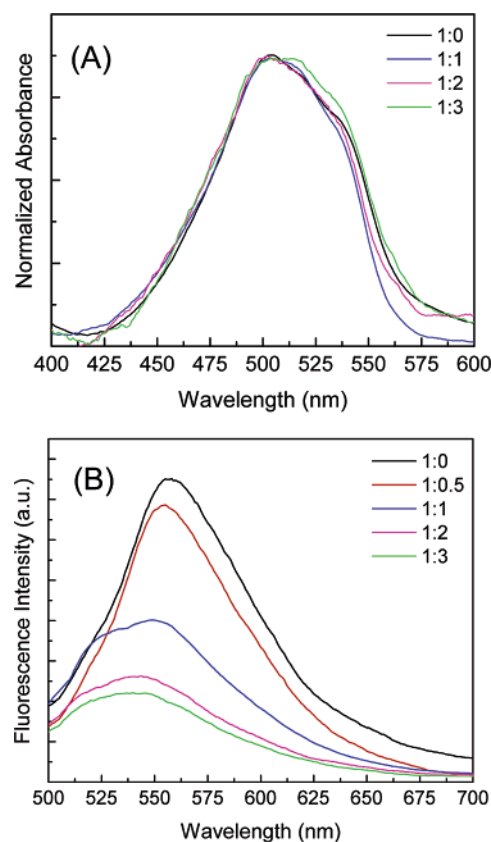 (A)
1:0
1:1
1:2
1:3
Normalized Absorbance
400 425 450 475 500 525 550 575 600
Wavelength (nm)
(B)
1:0
1:0.5
1:1
1:2
1:3
Fluorescence Intensity (a.u.)
500 525 550 575 600 625 650 675 700
Wavelength (nm)